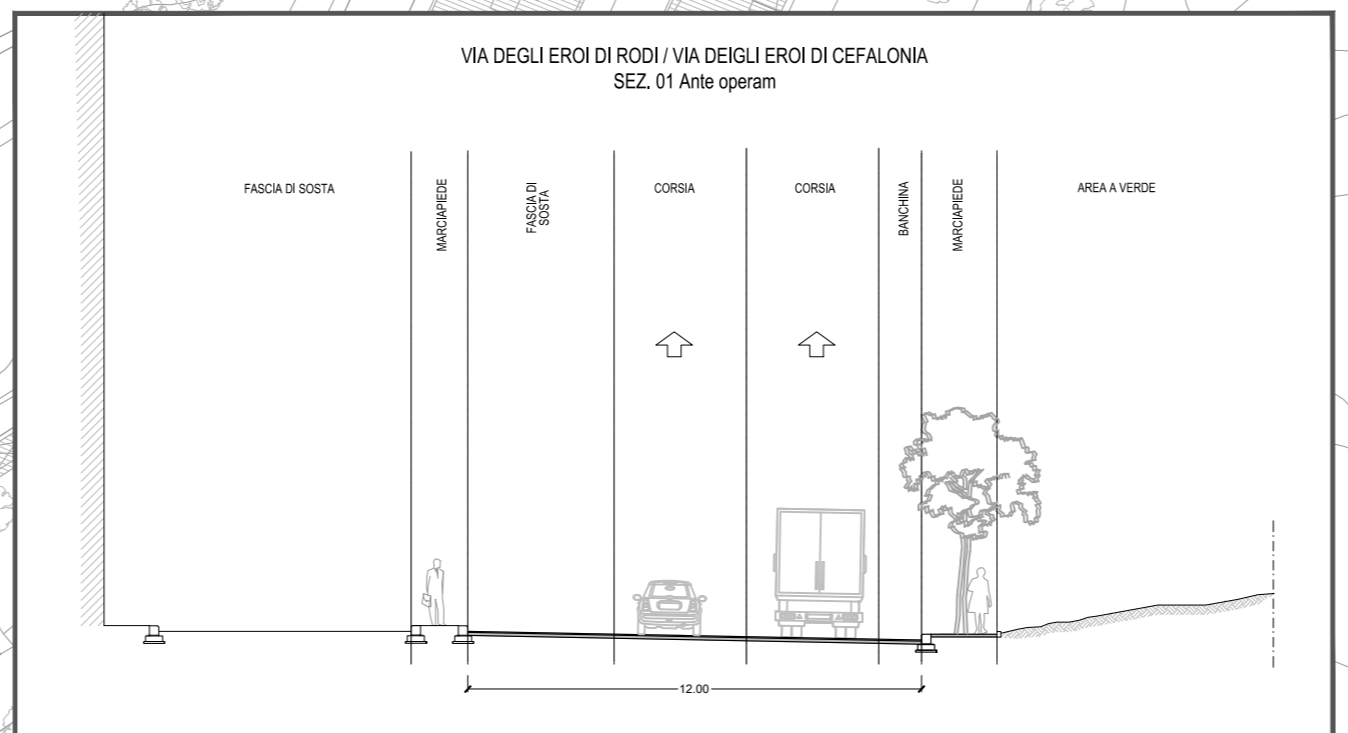 VIA DEGLI EROI DI RODI / VIA DEIGLI EROI DI CEFALONIA
SEZ. 01 Ante operam
FASCIA DI SOSTA
MARCIAPIEDE
FASCIA DI
SOSTA
CORSIA
CORSIA
BANCHINA
MARCIAPIEDE
AREA A VERDE
12.00